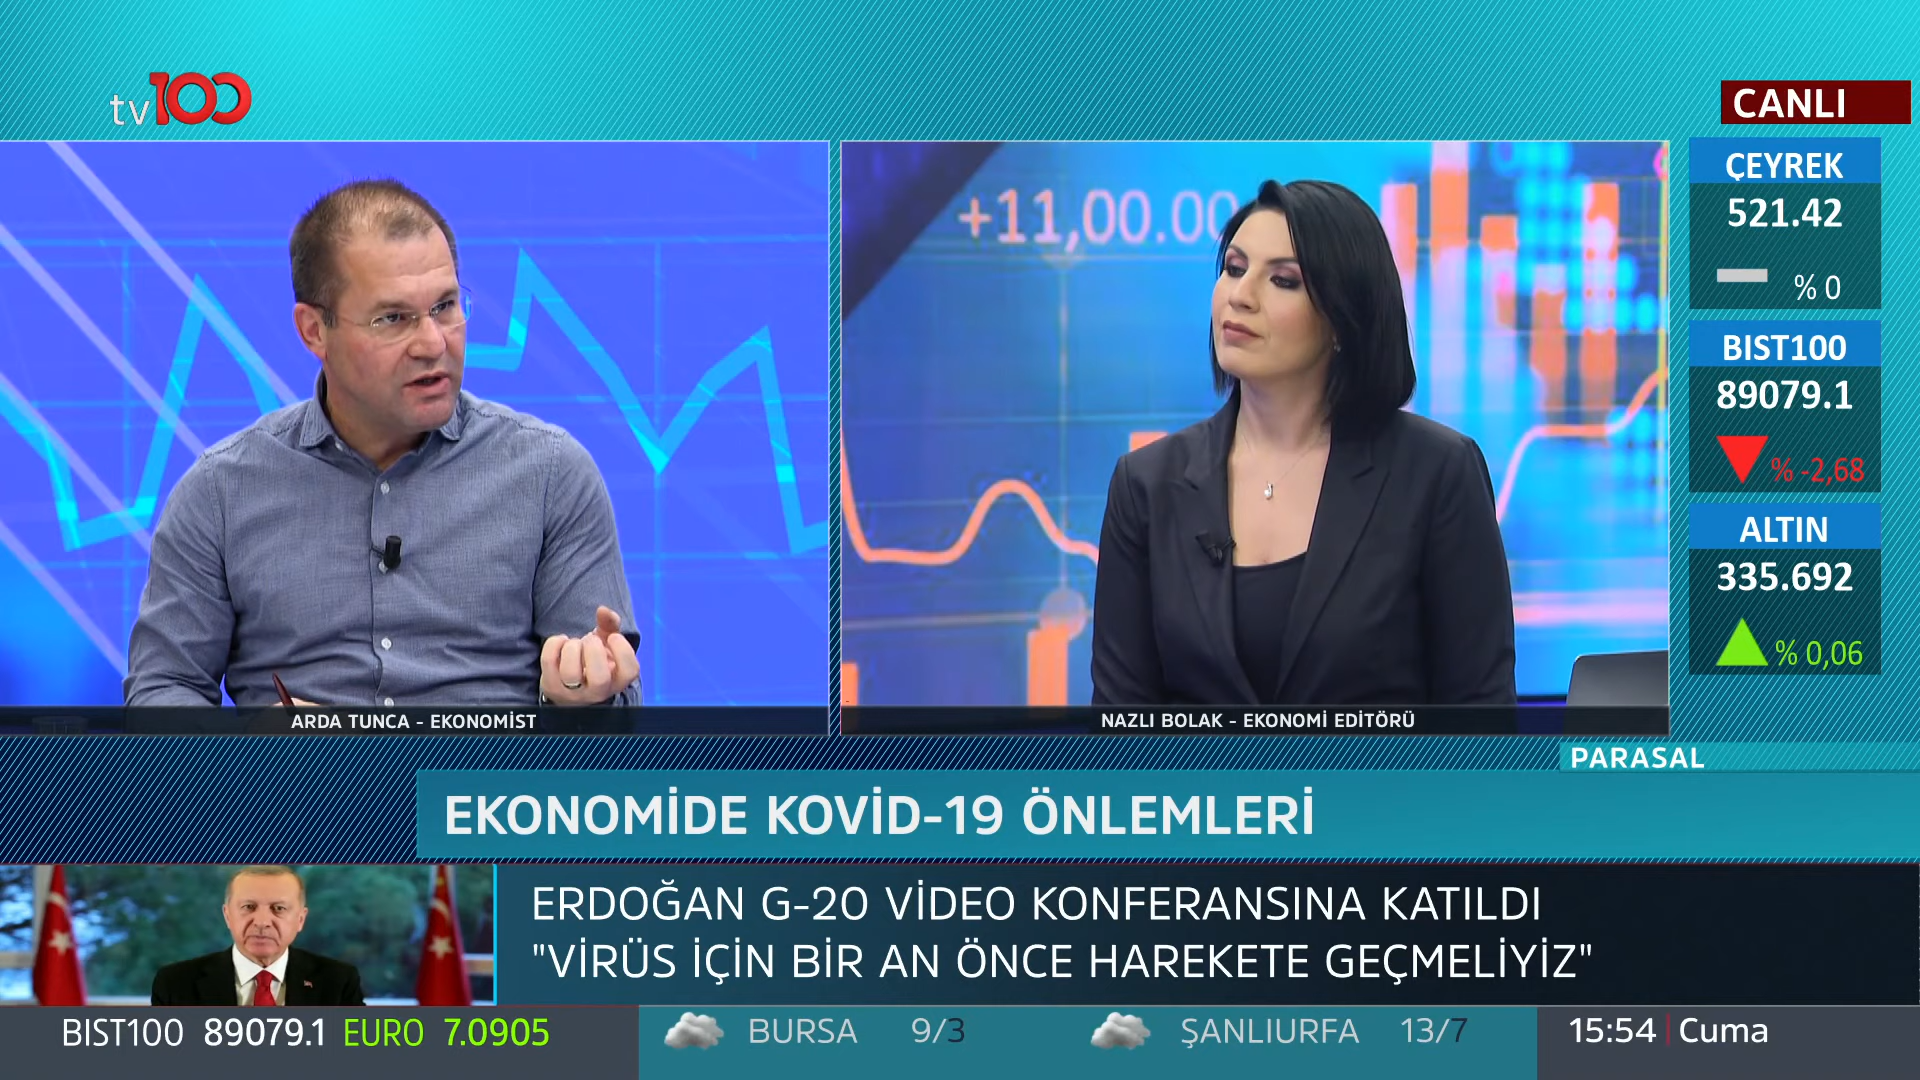 tv100
CANLI
ÇEYREK
521.42
% 0
BIST100
89079.1
% -2,68
ALTIN
335.692
% 0,06
+11,00.00
ARDA TUNCA - EKONOMİST
NAZLI BOLAK - EKONOMİ EDİTÖRÜ
PARASAL
EKONOMİDE KOVİD-19 ÖNLEMLERİ
ERDOĞAN G-20 VİDEO KONFERANSINA KATILDI
"VİRÜS İÇİN BİR AN ÖNCE HAREKETE GEÇMELİYİZ"
BIST100 89079.1 EURO 7.0905
BURSA 9/3
ŞANLIURFA 13/7
15:54 Cuma